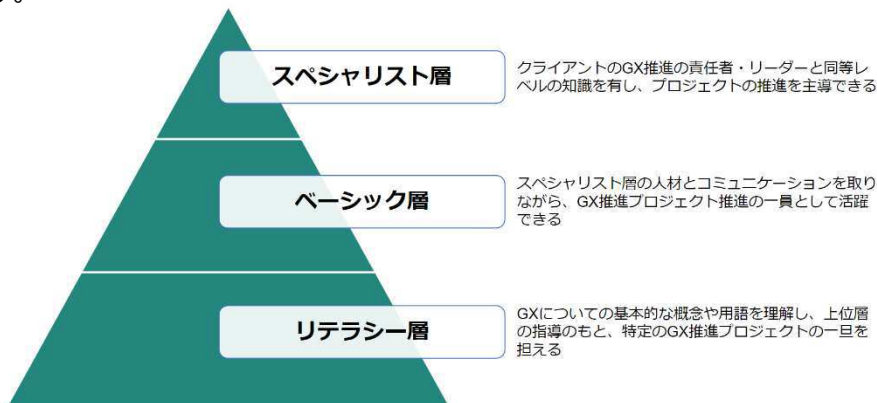 スペシャリスト層
クライアントのGX推進の責任者・リーダーと同等レ
ベルの知識を有し、プロジェクトの推進を主導できる
ベーシック層
スペシャリスト層の人材とコミュニケーションを取り
ながら、GX推進プロジェクト推進の一員として活躍
できる
リテラシー層
GXについての基本的な概念や用語を理解し、上位層
の指導のもと、特定のGX推進プロジェクトの一旦を
担える